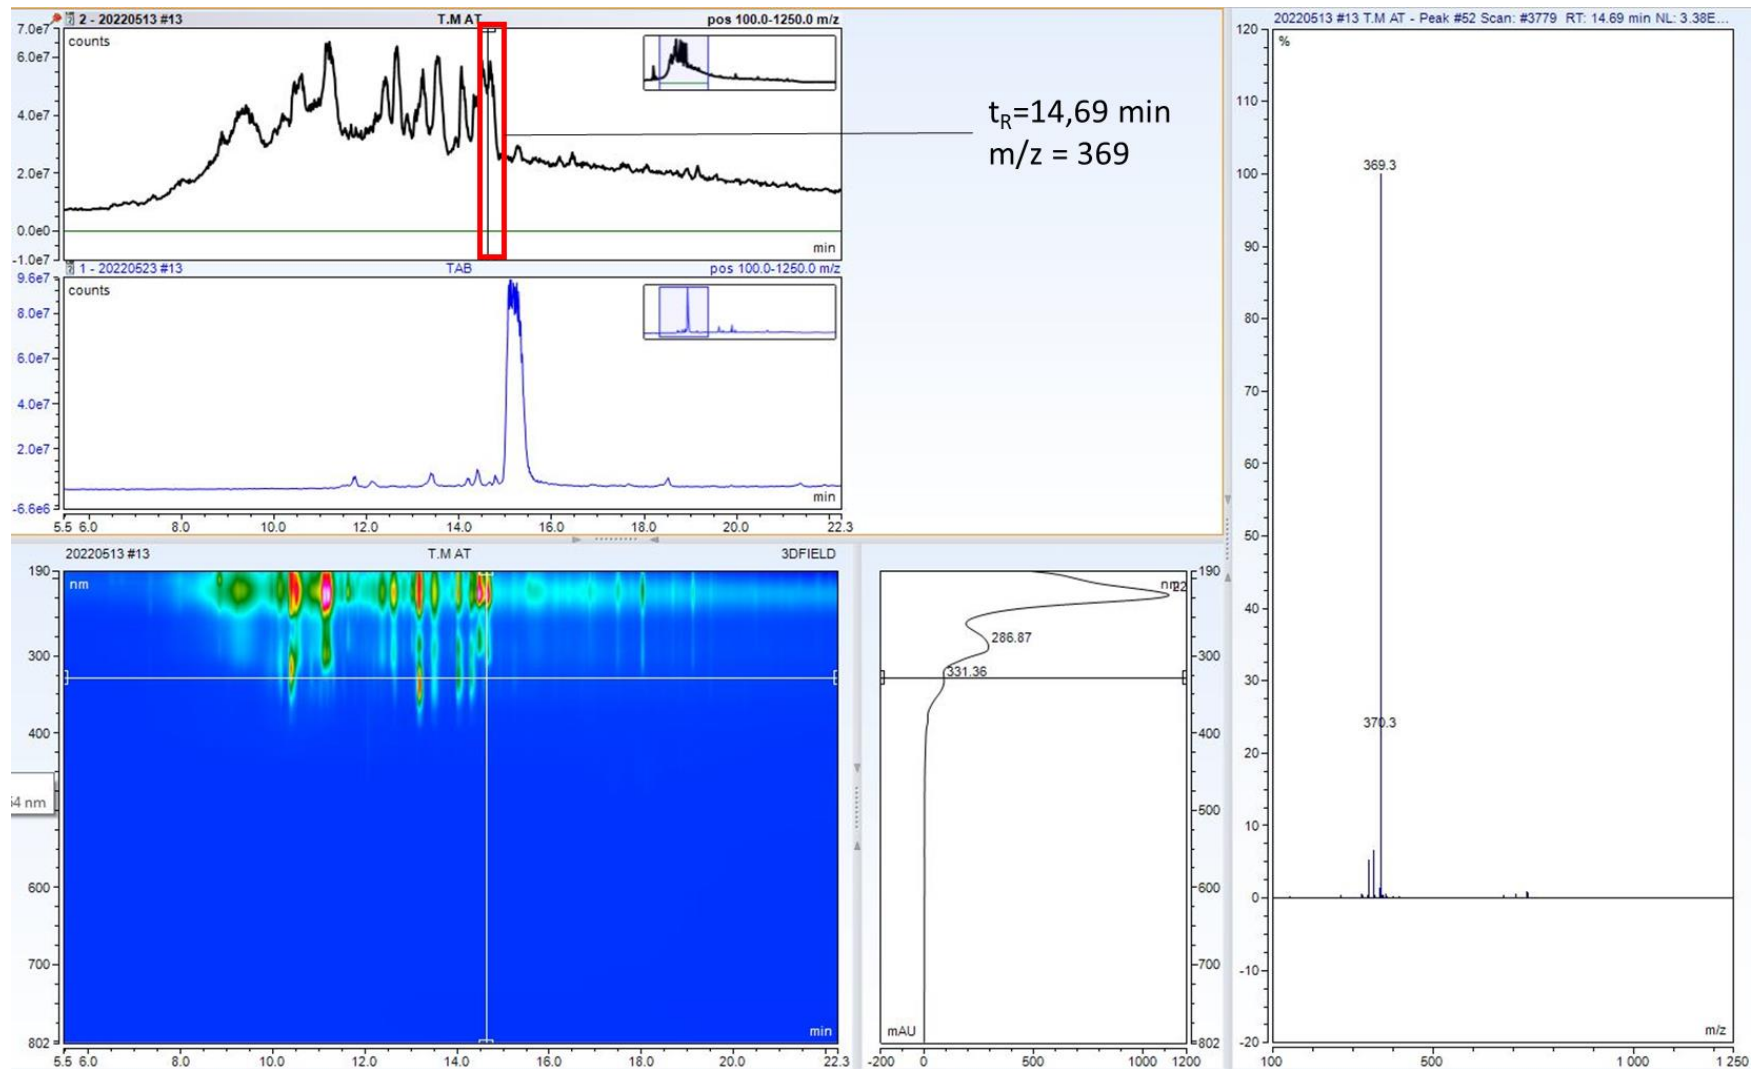 2 - 20220513 #13 T.M AT pos 100.0-1250.0 m/z
7.0e7
counts
6.0e7
4.0e7
2.0e7
0.0e0
-1.0e7
min
tR=14,69 min
m/z = 369
1 - 20220523 #13 TAB pos 100.0-1250.0 m/z
9.6e7
counts
8.0e7
6.0e7
4.0e7
2.0e7
-6.6e6
min
5.5 6.0 8.0 10.0 12.0 14.0 16.0 18.0 20.0 22.3
20220513 #13 T.M AT 3DFIELD
190
nm
300
400
600
700
802
min
5.5 6.0 8.0 10.0 12.0 14.0 16.0 18.0 20.0 22.3
190
nm
286.87
300
331.36
400
500
600
700
802
mAU
-200 0 500 1000 1200
20220513 #13 T.M AT - Peak #52 Scan: #3779 RT: 14.69 min NL: 3.38E...
120
%
110
369.3
100
90
80
70
60
50
40
30
370.3
20
10
0
-10
-20
m/z
100 500 1 000 1 250